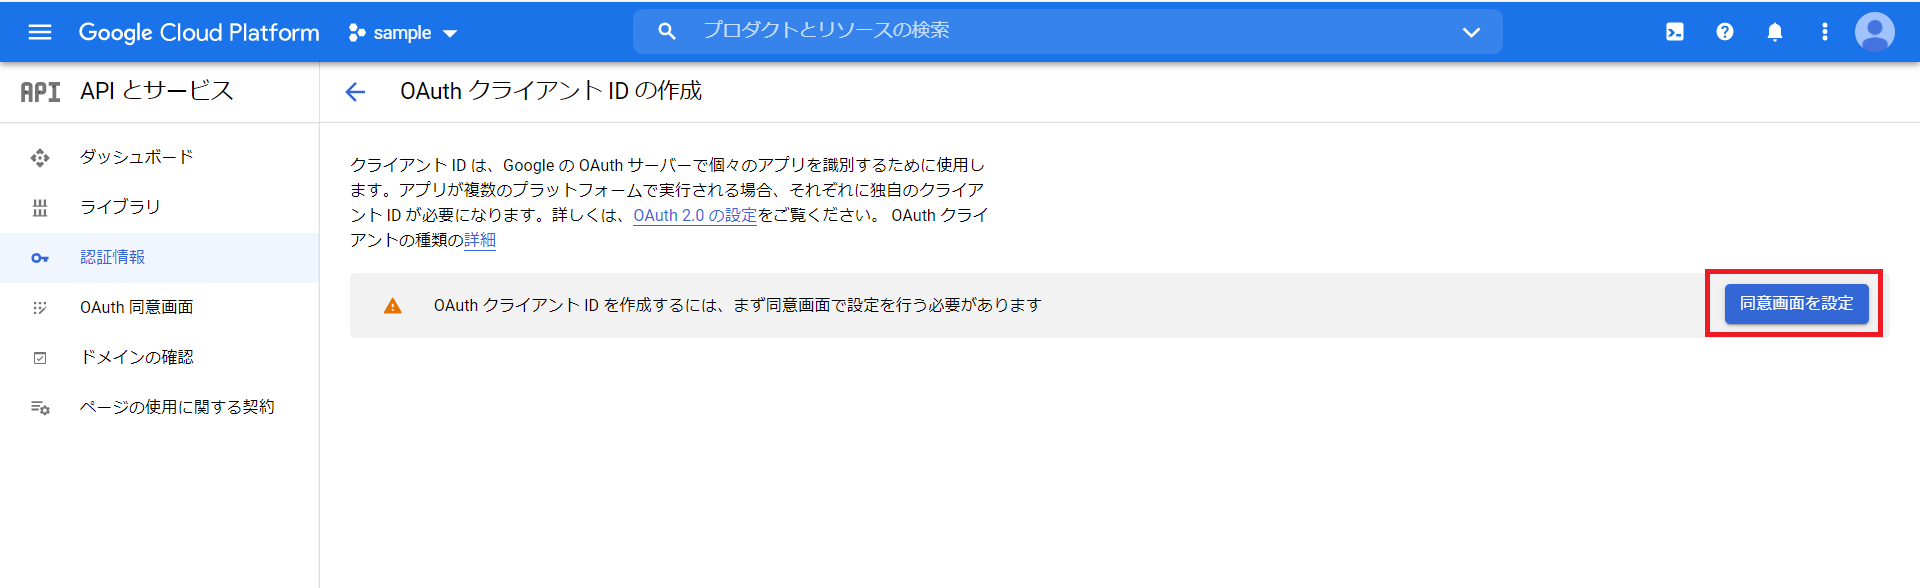 Google Cloud Platform
sample
プロダクトとリソースの検索
API
API とサービス
OAuth クライアント ID の作成
ダッシュボード
ライブラリ
認証情報
OAuth 同意画面
ドメインの確認
ページの使用に関する契約
クライアント ID は、Google の OAuth サーバーで個々のアプリを識別するために使用し
ます。アプリが複数のプラットフォームで実行される場合、それぞれに独自のクライア
ント ID が必要になります。詳しくは、OAuth 2.0 の設定をご覧ください。 OAuth クライ
アントの種類の詳細
OAuth クライアント ID を作成するには、まず同意画面で設定を行う必要があります
同意画面を設定